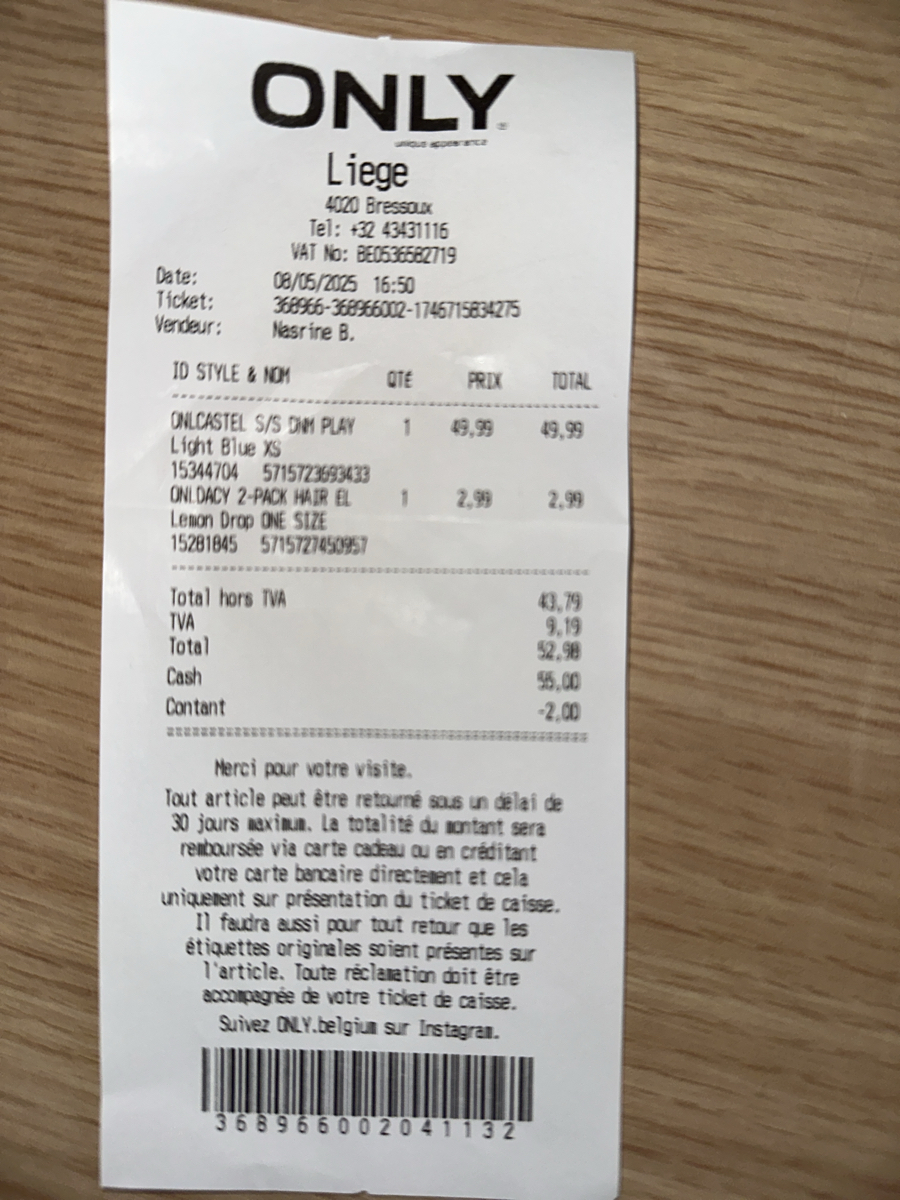 ONLY
unique appearance
Liege
4020 Bressoux
Tel: +32 43431116
VAT No: BE0536582719
Date: 08/05/2025 16:50
Ticket: 368966-368966002-1746715834275
Vendeur: Nasrine B.
ID STYLE & NOM QTÉ PRIX TOTAL
ONLCASTEL S/S DNM PLAY 1 49,99 49,99
Light Blue XS
15344704 5715723693433
ONLDACY 2-PACK HAIR EL 1 2,99 2,99
Lemon Drop ONE SIZE
15281845 5715727450957
Total hors TVA 43,79
TVA 9,19
Total 52,98
Cash 55,00
Contant -2,00
Merci pour votre visite.
Tout article peut être retourné sous un délai de
30 jours maximum. La totalité du montant sera
remboursée via carte cadeau ou en créditant
votre carte bancaire directement et cela
uniquement sur présentation du ticket de caisse.
Il faudra aussi pour tout retour que les
étiquettes originales soient présentes sur
l'article. Toute réclamation doit être
accompagnée de votre ticket de caisse.
Suivez ONLY.belgium sur Instagram.
368966002041132